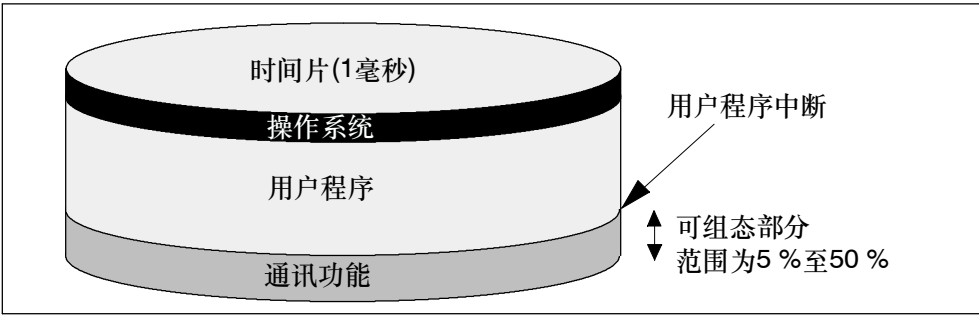 时间片(1毫秒)
操作系统
用户程序
通讯功能
用户程序中断
可组态部分
范围为5 %至50 %